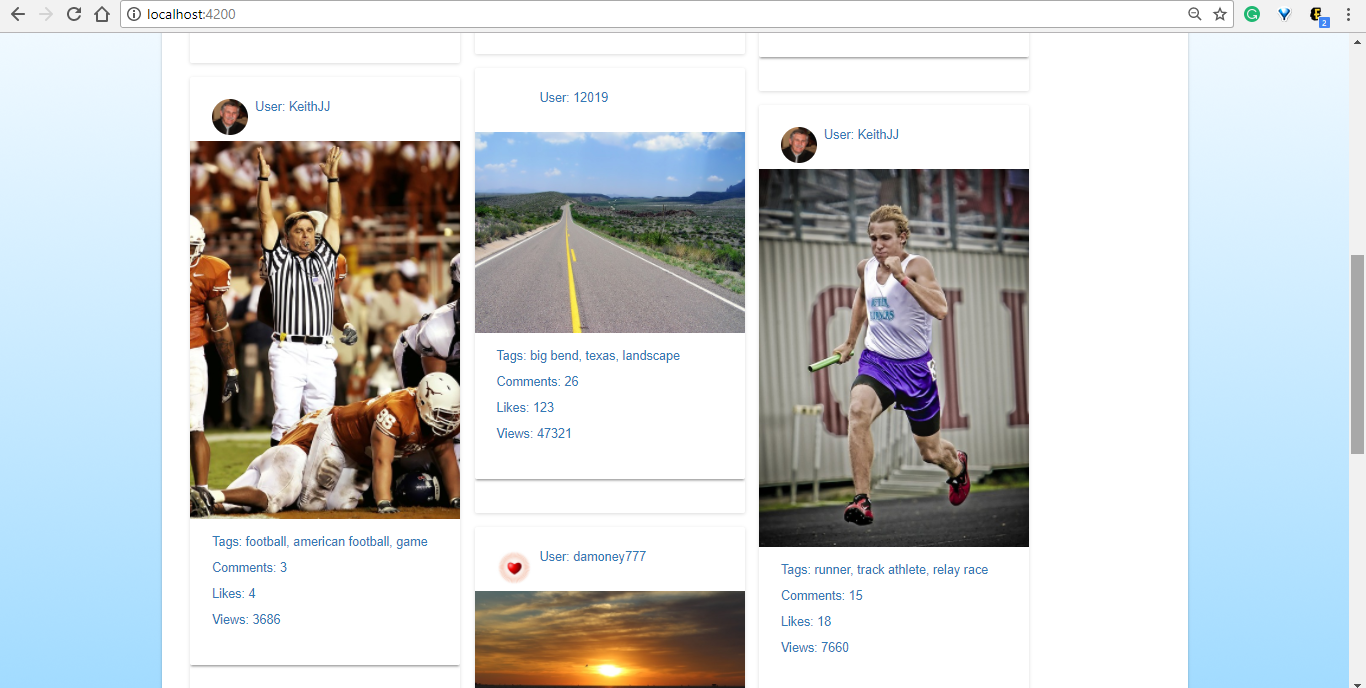 localhost:4200
2
User: KeithJJ
Tags: football, american football, game
Comments: 3
Likes: 4
Views: 3686
User: 12019
Tags: big bend, texas, landscape
Comments: 26
Likes: 123
Views: 47321
User: damoney777
User: KeithJJ
Tags: runner, track athlete, relay race
Comments: 15
Likes: 18
Views: 7660